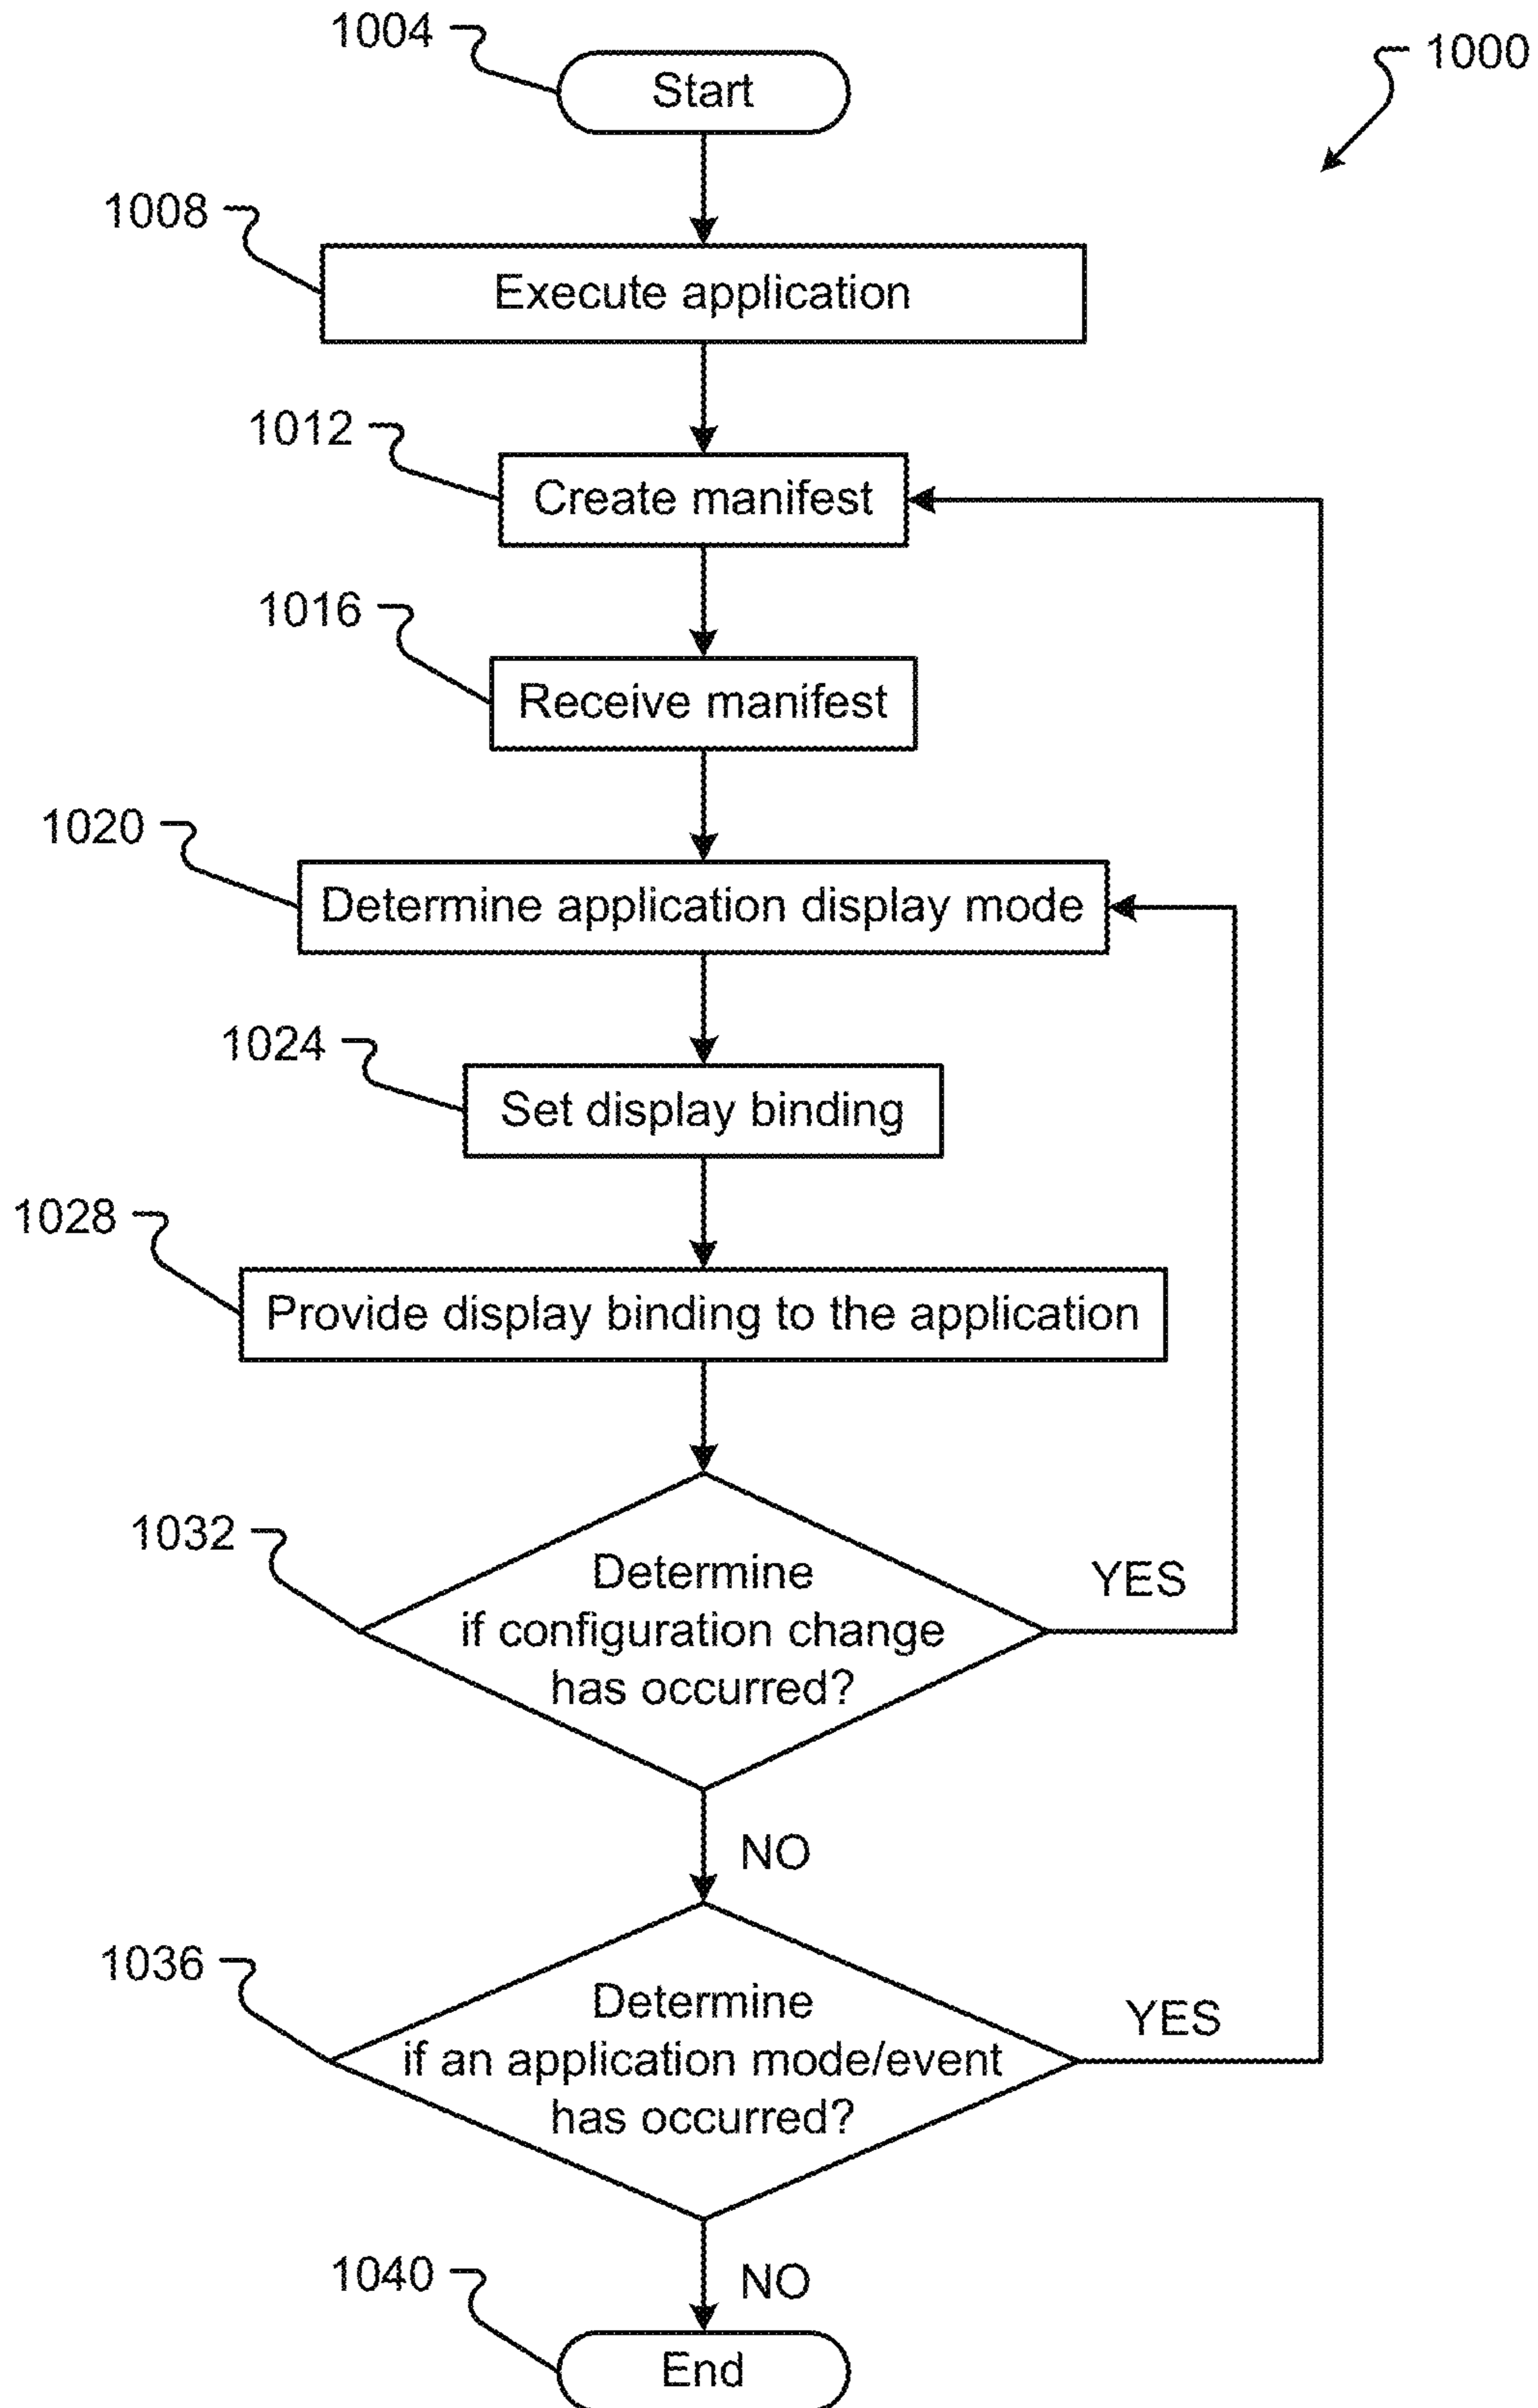 1004
Start
1000
1008
Execute application
1012
Create manifest
1016
Receive manifest
1020
Determine application display mode
1024
Set display binding
1028
Provide display binding to the application
1032
Determine
if configuration change
has occurred?
YES
NO
1036
Determine
if an application mode/event
has occurred?
YES
NO
1040
End